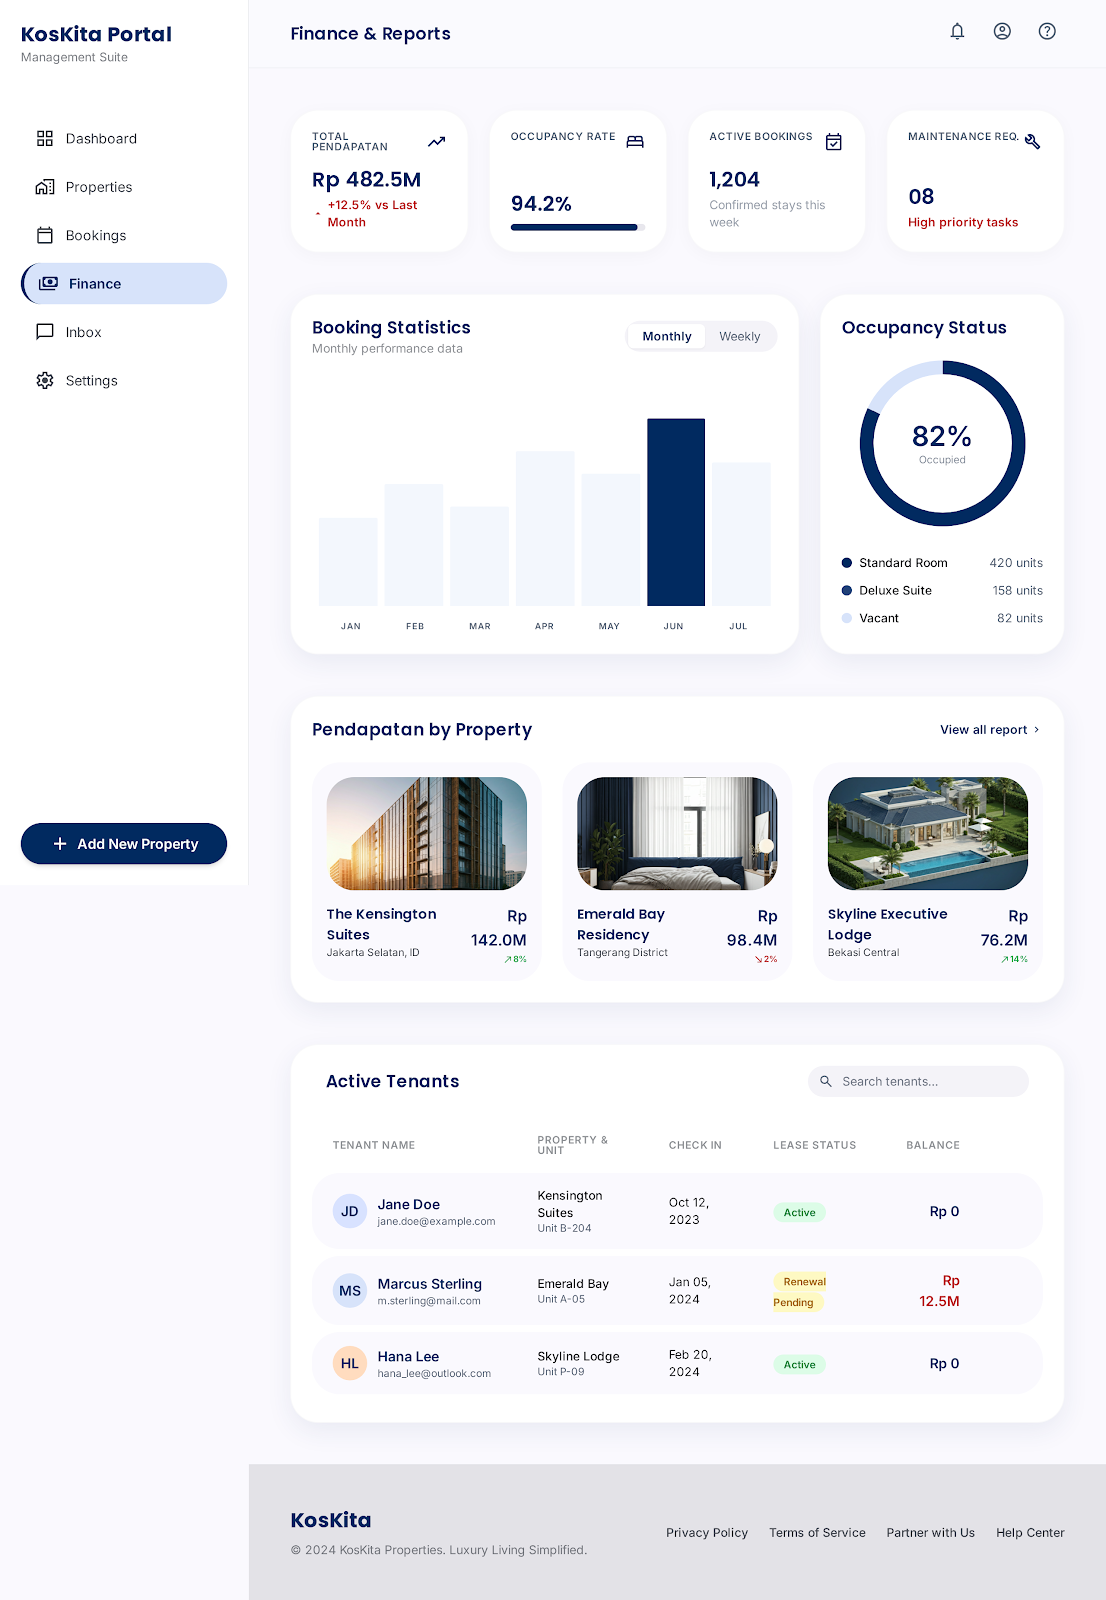 KosKita Portal
Management Suite
Dashboard
Properties
Bookings
Finance
Inbox
Settings
Add New Property
Finance & Reports
TOTAL
PENDAPATAN
Rp 482.5M
+12.5% vs Last
Month
OCCUPANCY RATE
94.2%
ACTIVE BOOKINGS
1,204
Confirmed stays this
week
MAINTENANCE REQ.
08
High priority tasks
Booking Statistics
Monthly performance data
Monthly
Weekly
JAN
FEB
MAR
APR
MAY
JUN
JUL
Occupancy Status
82%
Occupied
Standard Room
420 units
Deluxe Suite
158 units
Vacant
82 units
Pendapatan by Property
View all report
The Kensington
Suites
Jakarta Selatan, ID
Rp
142.0M
8%
Emerald Bay
Residency
Tangerang District
Rp
98.4M
2%
Skyline Executive
Lodge
Bekasi Central
Rp
76.2M
14%
Active Tenants
Search tenants...
TENANT NAME
PROPERTY &
UNIT
CHECK IN
LEASE STATUS
BALANCE
JD
Jane Doe
jane.doe@example.com
Kensington
Suites
Unit B-204
Oct 12,
2023
Active
Rp 0
MS
Marcus Sterling
m.sterling@mail.com
Emerald Bay
Unit A-05
Jan 05,
2024
Renewal
Pending
Rp
12.5M
HL
Hana Lee
hana_lee@outlook.com
Skyline Lodge
Unit P-09
Feb 20,
2024
Active
Rp 0
KosKita
© 2024 KosKita Properties. Luxury Living Simplified.
Privacy Policy
Terms of Service
Partner with Us
Help Center